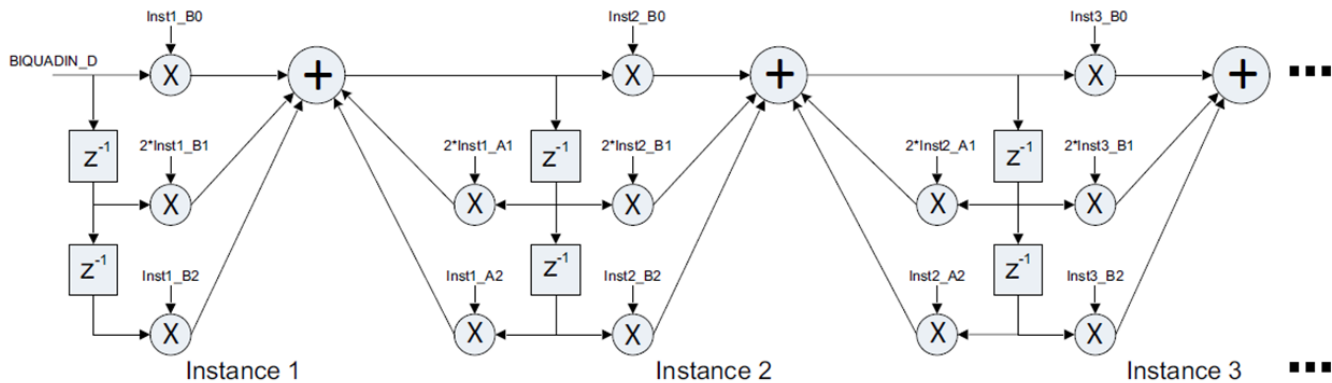 Inst1_B0
Inst2_B0
Inst3_B0
BIQUADIN_D
X
+
X
+
X
+
z⁻¹
2*Inst1_B1
X
2*Inst1_A1
X
z⁻¹
2*Inst2_B1
X
2*Inst2_A1
X
z⁻¹
2*Inst3_B1
X
z⁻¹
Inst1_B2
X
Inst1_A2
X
z⁻¹
Inst2_B2
X
Inst2_A2
X
z⁻¹
Inst3_B2
X
Instance 1
Instance 2
Instance 3